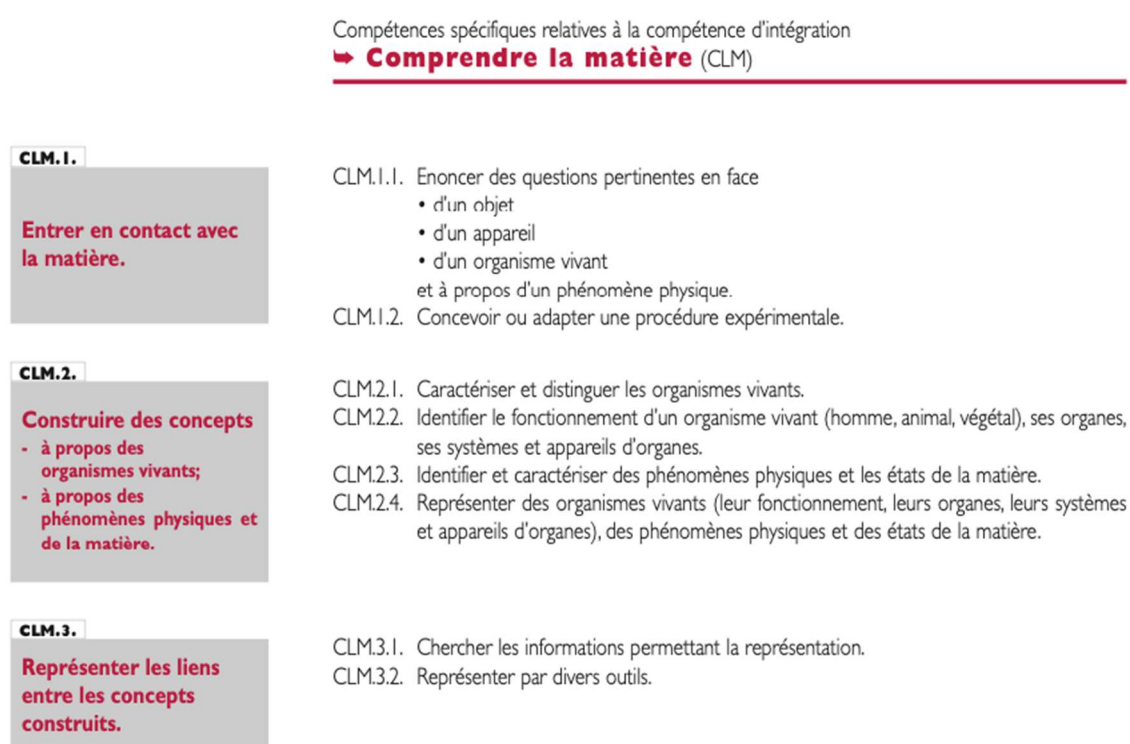 Compétences spécifiques relatives à la compétence d'intégration
➥ Comprendre la matière (CLM)
CLM.1.
Entrer en contact avec
la matière.
CLM.1.1. Enoncer des questions pertinentes en face
• d'un objet
• d'un appareil
• d'un organisme vivant
et à propos d'un phénomène physique.
CLM.1.2. Concevoir ou adapter une procédure expérimentale.
CLM.2.
Construire des concepts
- à propos des
organismes vivants;
- à propos des
phénomènes physiques et
de la matière.
CLM.2.1. Caractériser et distinguer les organismes vivants.
CLM.2.2. Identifier le fonctionnement d'un organisme vivant (homme, animal, végétal), ses organes,
ses systèmes et appareils d'organes.
CLM.2.3. Identifier et caractériser des phénomènes physiques et les états de la matière.
CLM.2.4. Représenter des organismes vivants (leur fonctionnement, leurs organes, leurs systèmes
et appareils d'organes), des phénomènes physiques et des états de la matière.
CLM.3.
Représenter les liens
entre les concepts
construits.
CLM.3.1. Chercher les informations permettant la représentation.
CLM.3.2. Représenter par divers outils.